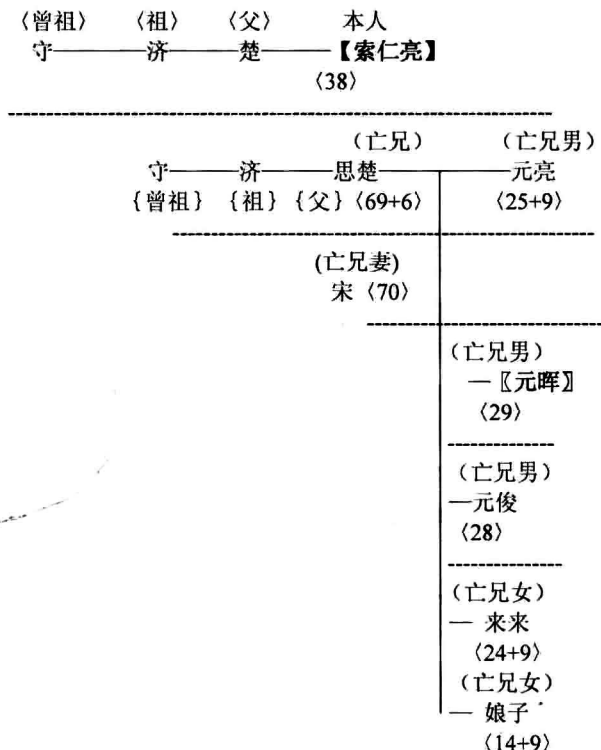 〈曾祖〉 〈祖〉 〈父〉 本人
守——济——楚——【索仁亮】
〈38〉
（亡兄） （亡兄男）
守——济——思楚——元亮
{曾祖} {祖} {父}〈69+6〉 〈25+9〉
(亡兄妻)
宋〈70〉
（亡兄男）
—〖元晖〗
〈29〉
（亡兄男）
—元俊
〈28〉
（亡兄女）
— 来来
〈24+9〉
（亡兄女）
— 娘子
〈14+9〉